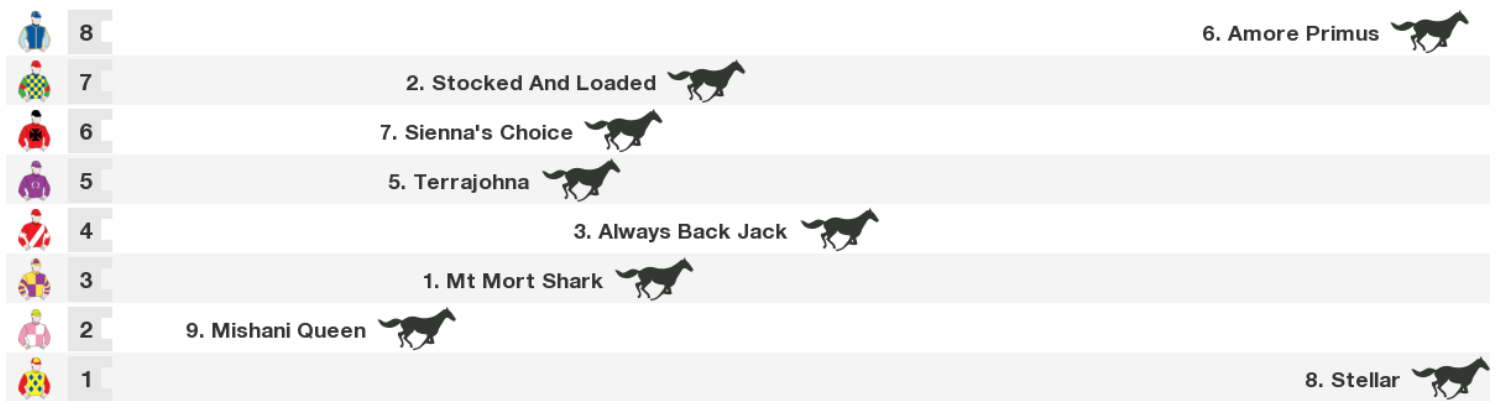 8 6. Amore Primus
7 2. Stocked And Loaded
6 7. Sienna's Choice
5 5. Terrajohna
4 3. Always Back Jack
3 1. Mt Mort Shark
2 9. Mishani Queen
1 8. Stellar